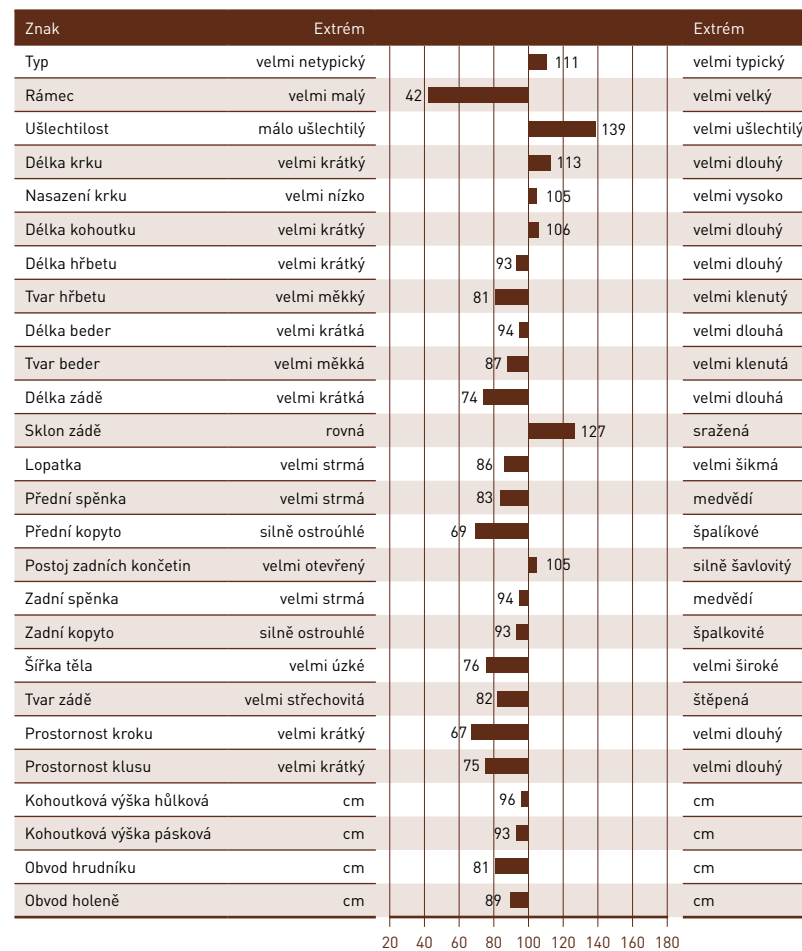 Znak Extrém Extrém
Typ velmi netypický 111 velmi typický
Rámec velmi malý 42 velmi velký
Ušlechtilost málo ušlechtilý 139 velmi ušlechtilý
Délka krku velmi krátký 113 velmi dlouhý
Nasazení krku velmi nízko 105 velmi vysoko
Délka kohoutku velmi krátký 106 velmi dlouhý
Délka hřbetu velmi krátký 93 velmi dlouhý
Tvar hřbetu velmi měkký 81 velmi klenutý
Délka beder velmi krátká 94 velmi dlouhá
Tvar beder velmi měkká 87 velmi klenutá
Délka zádě velmi krátká 74 velmi dlouhá
Sklon zádě rovná 127 sražená
Lopatka velmi strmá 86 velmi šikmá
Přední spěnka velmi strmá 83 medvědí
Přední kopyto silně ostroúhlé 69 špalíkové
Postoj zadních končetin velmi otevřený 105 silně šavlovitý
Zadní spěnka velmi strmá 94 medvědí
Zadní kopyto silně ostrouhlé 93 špalkovité
Šířka těla velmi úzké 76 velmi široké
Tvar zádě velmi střechovitá 82 štěpená
Prostornost kroku velmi krátký 67 velmi dlouhý
Prostornost klusu velmi krátký 75 velmi dlouhý
Kohoutková výška hůlková cm 96 cm
Kohoutková výška pásková cm 93 cm
Obvod hrudníku cm 81 cm
Obvod holeně cm 89 cm
20 40 60 80 100 120 140 160 180